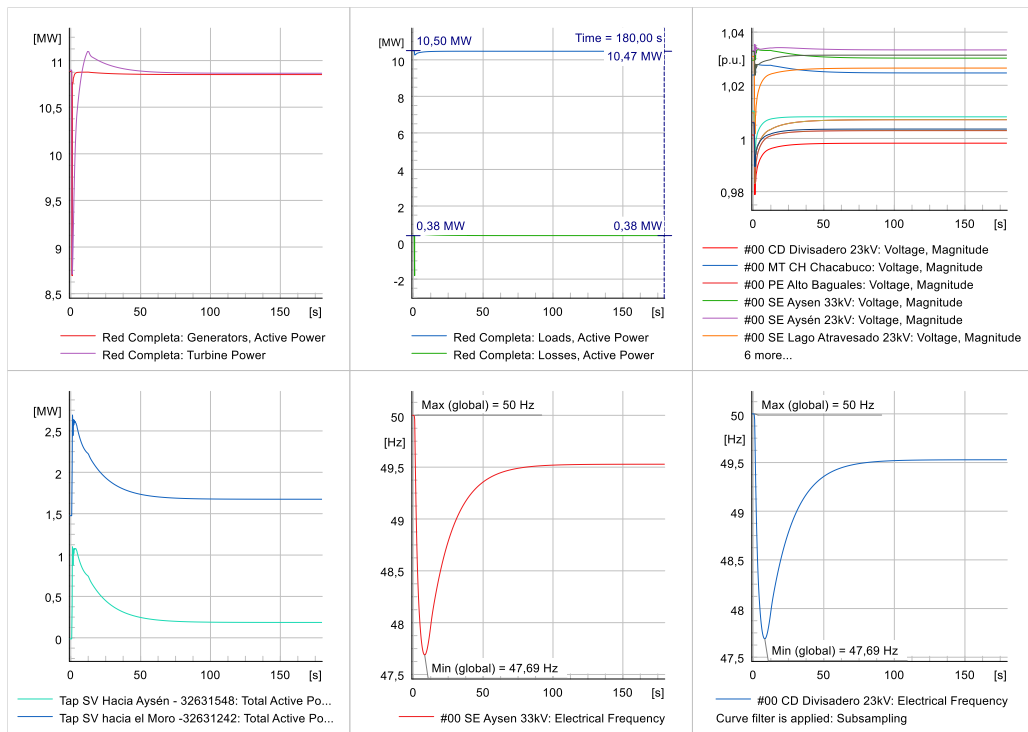 [MW]
11
10,5
10
9,5
9
8,5
0
50
100
150
[s]
Red Completa: Generators, Active Power
Red Completa: Turbine Power
[MW]
10,50 MW
Time = 180,00 s
10,47 MW
10
8
6
4
2
0,38 MW
0,38 MW
0
-2
0
50
100
150
[s]
Red Completa: Loads, Active Power
Red Completa: Losses, Active Power
1,04
[p.u.]
1,02
1
0,98
0
50
100
150
[s]
#00 CD Divisadero 23kV: Voltage, Magnitude
#00 MT CH Chacabuco: Voltage, Magnitude
#00 PE Alto Baguales: Voltage, Magnitude
#00 SE Aysen 33kV: Voltage, Magnitude
#00 SE Aysén 23kV: Voltage, Magnitude
#00 SE Lago Atravesado 23kV: Voltage, Magnitude
6 more...
[MW]
2,5
2
1,5
1
0,5
0
0
50
100
150
[s]
Tap SV Hacia Aysén - 32631548: Total Active Po...
Tap SV hacia el Moro -32631242: Total Active Po...
Max (global) = 50 Hz
50
[Hz]
49,5
49
48,5
48
47,5
Min (global) = 47,69 Hz
0
50
100
150
[s]
#00 SE Aysen 33kV: Electrical Frequency
Max (global) = 50 Hz
50
[Hz]
49,5
49
48,5
48
47,5
Min (global) = 47,69 Hz
0
50
100
150
[s]
#00 CD Divisadero 23kV: Electrical Frequency
Curve filter is applied: Subsampling